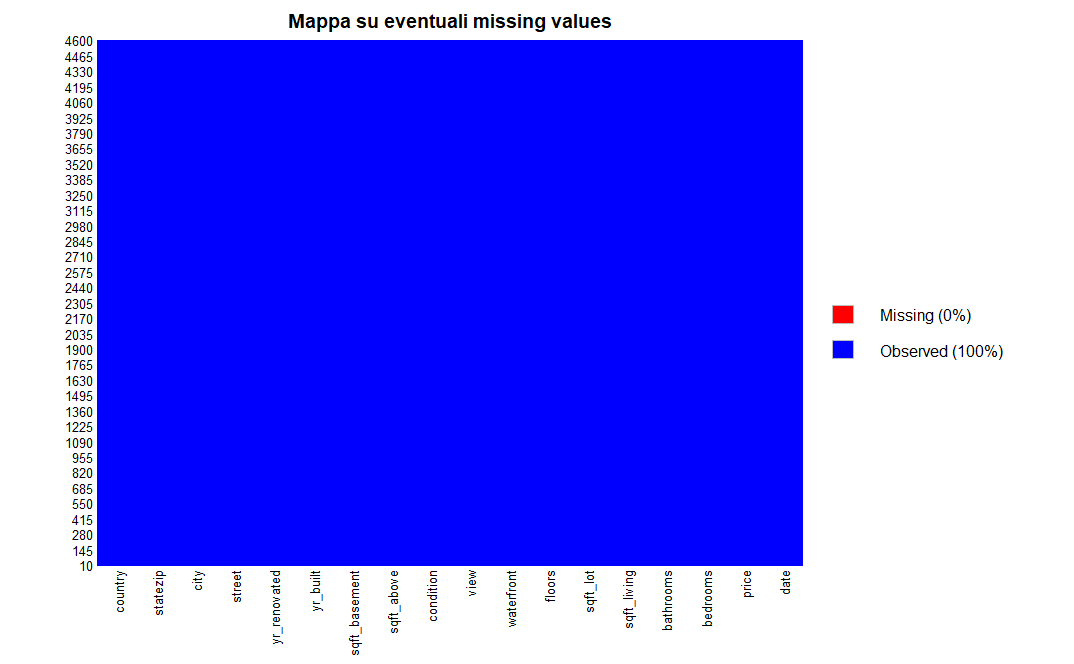 Mappa su eventuali missing values
4600
4465
4330
4195
4060
3925
3790
3655
3520
3385
3250
3115
2980
2845
2710
2575
2440
2305
2170
2035
1900
1765
1630
1495
1360
1225
1090
955
820
685
550
415
280
145
10
country
statezip
city
street
yr_renovated
yr_built
sqft_basement
sqft_above
condition
view
waterfront
floors
sqft_lot
sqft_living
bathrooms
bedrooms
price
date
Missing (0%)
Observed (100%)